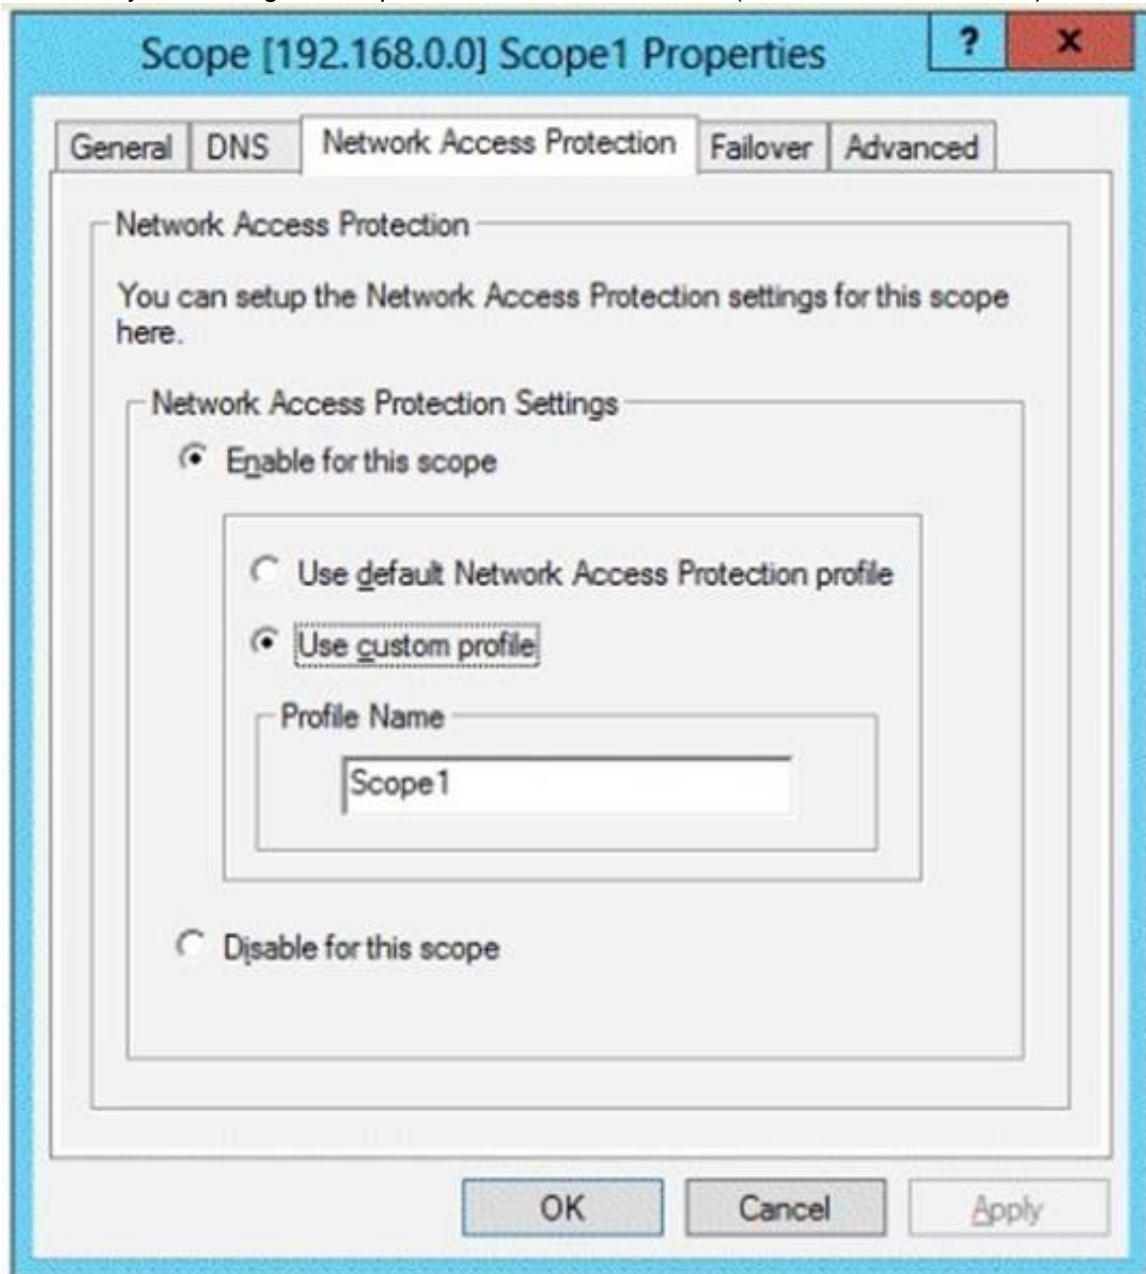 Scope [192.168.0.0] Scope1 Properties ? x
General DNS Network Access Protection Failover Advanced
Network Access Protection
You can setup the Network Access Protection settings for this scope
here.
Network Access Protection Settings
Enable for this scope
Use default Network Access Protection profile
Use custom profile
Profile Name
Scope1
Disable for this scope
OK Cancel Apply